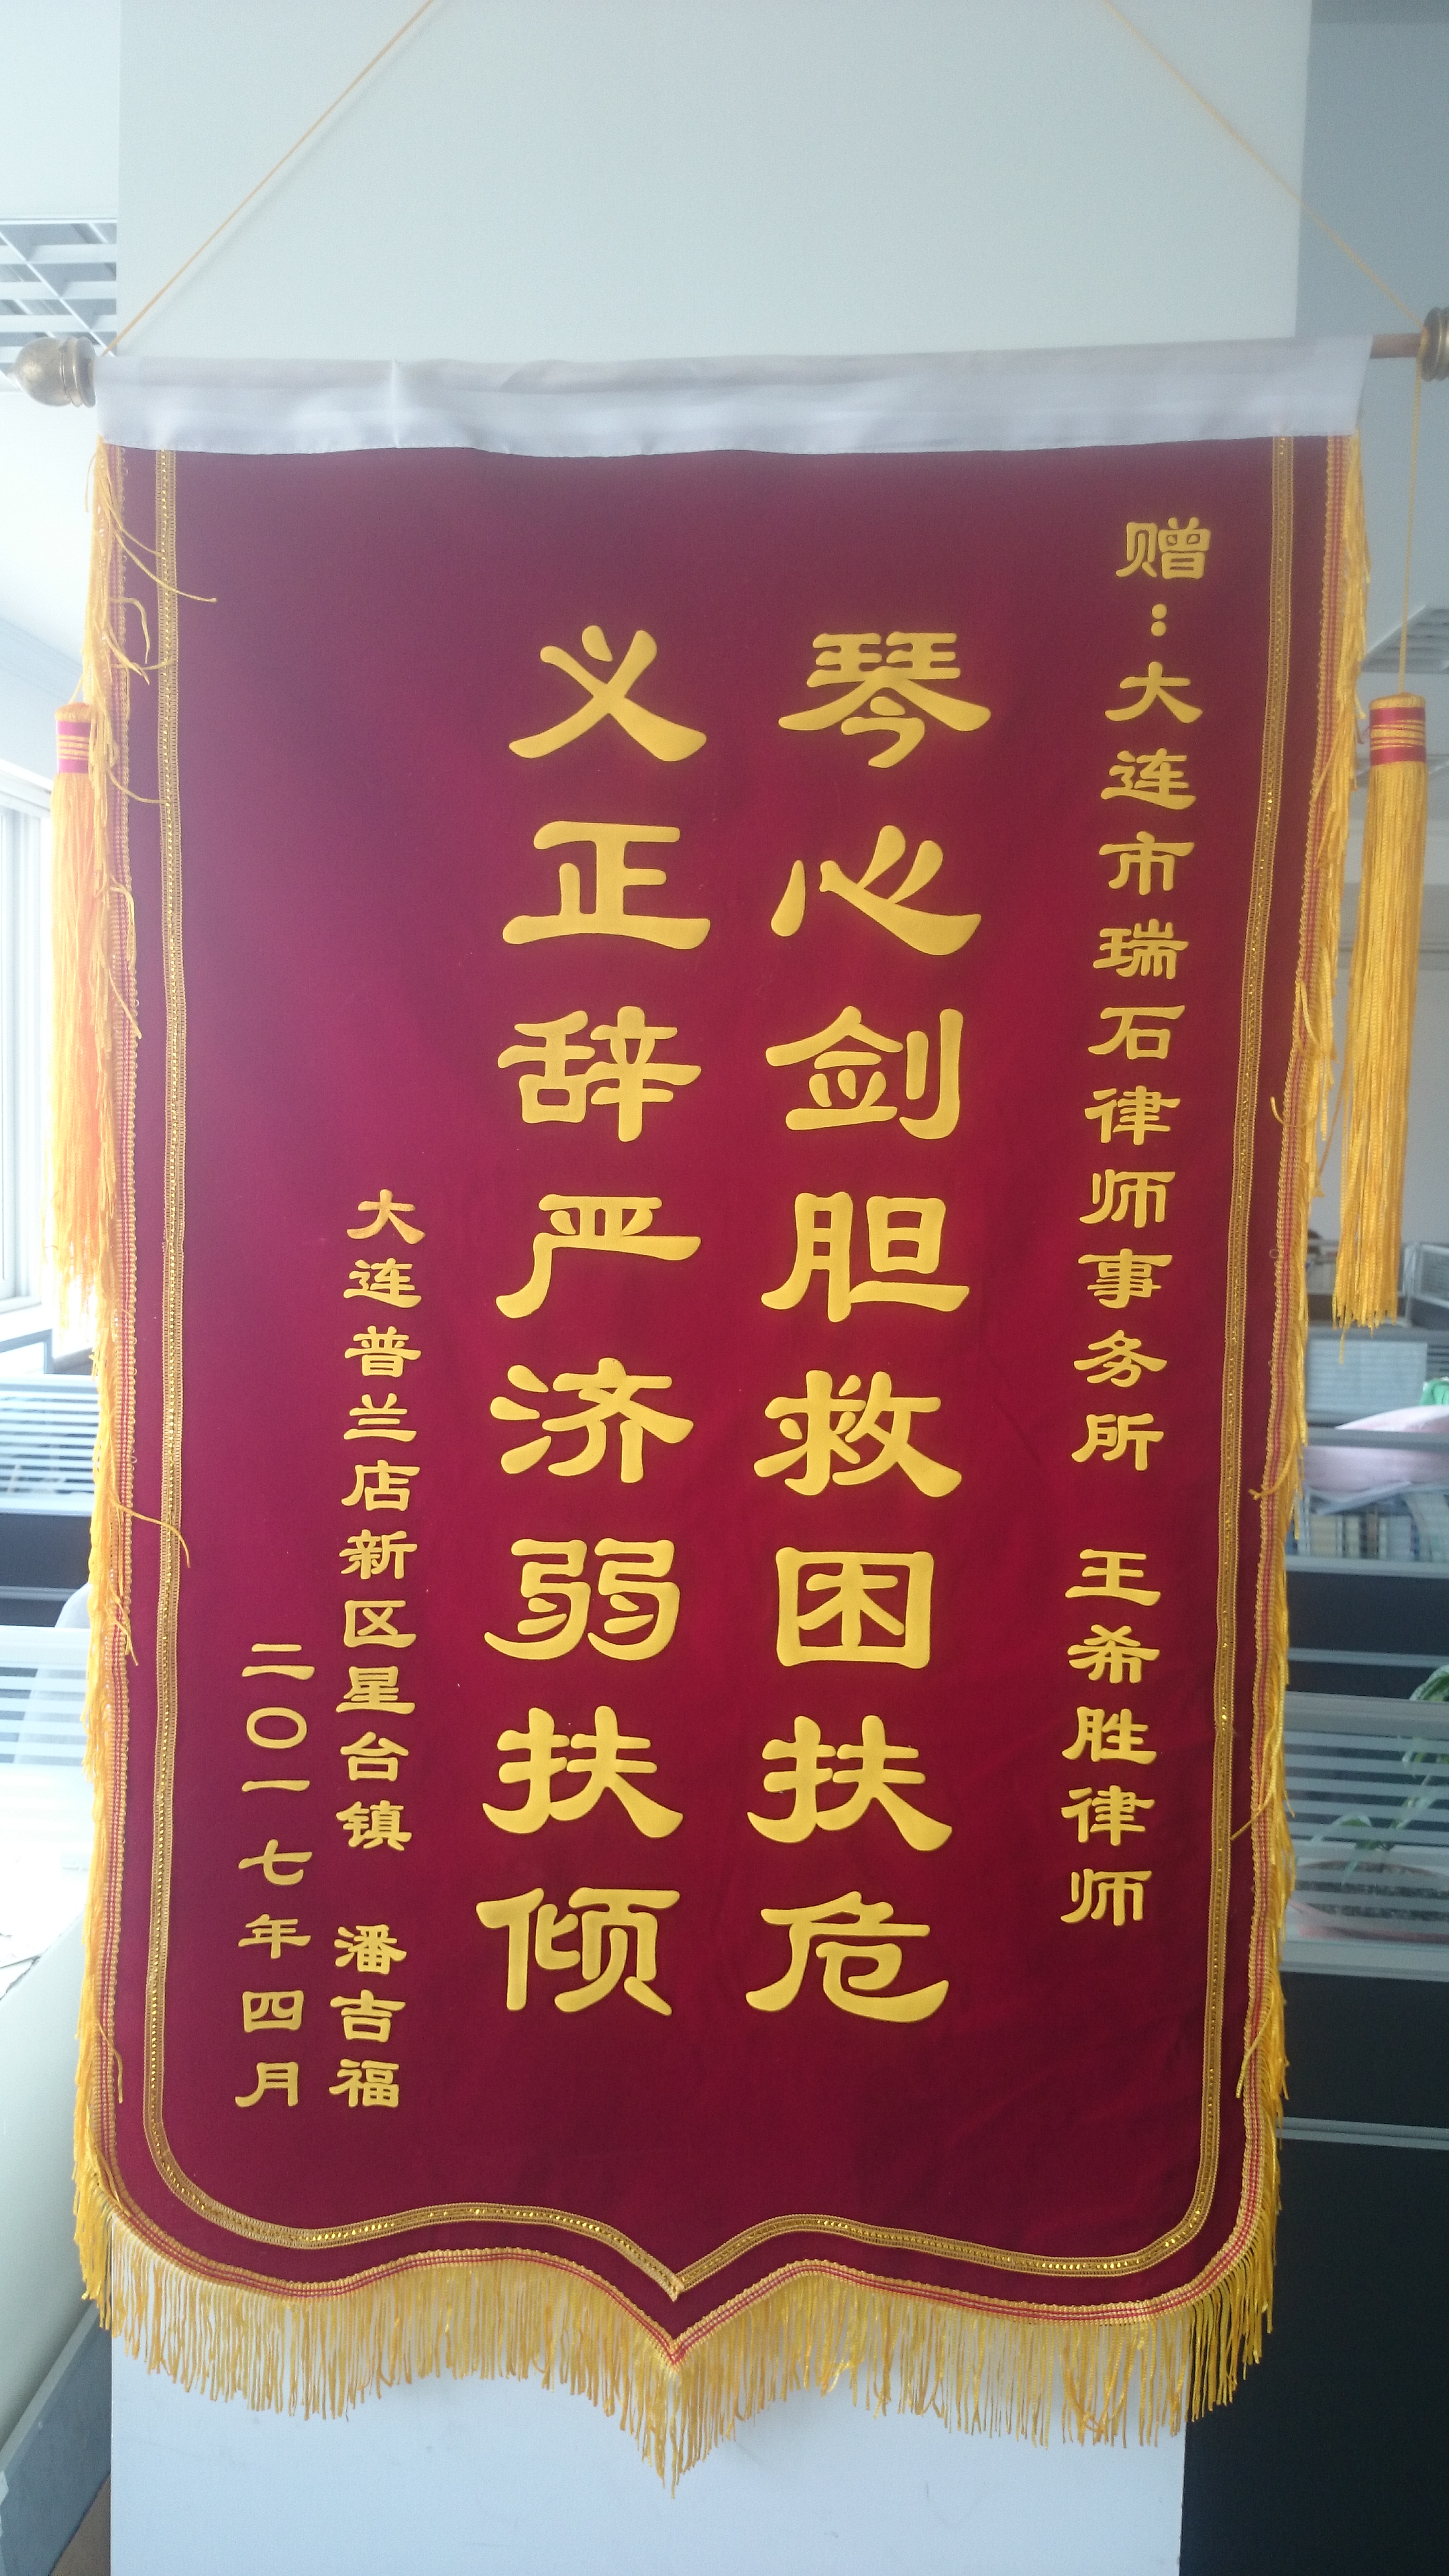 赠：大连市瑞石律师事务所 王希胜律师
琴心剑胆救困扶危
义正辞严济弱扶倾
大连普兰店新区星台镇 潘吉福
二〇一七年四月